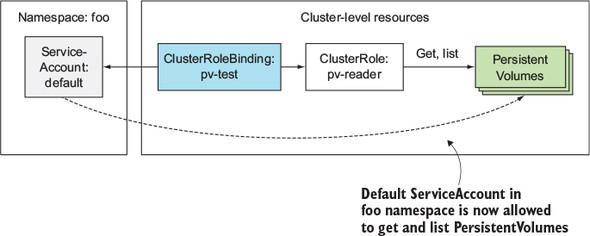 Namespace: foo
Cluster-level resources
Service-
Account:
default
ClusterRoleBinding:
pv-test
ClusterRole:
pv-reader
Get, list
Persistent
Volumes
Default ServiceAccount in
foo namespace is now allowed
to get and list PersistentVolumes